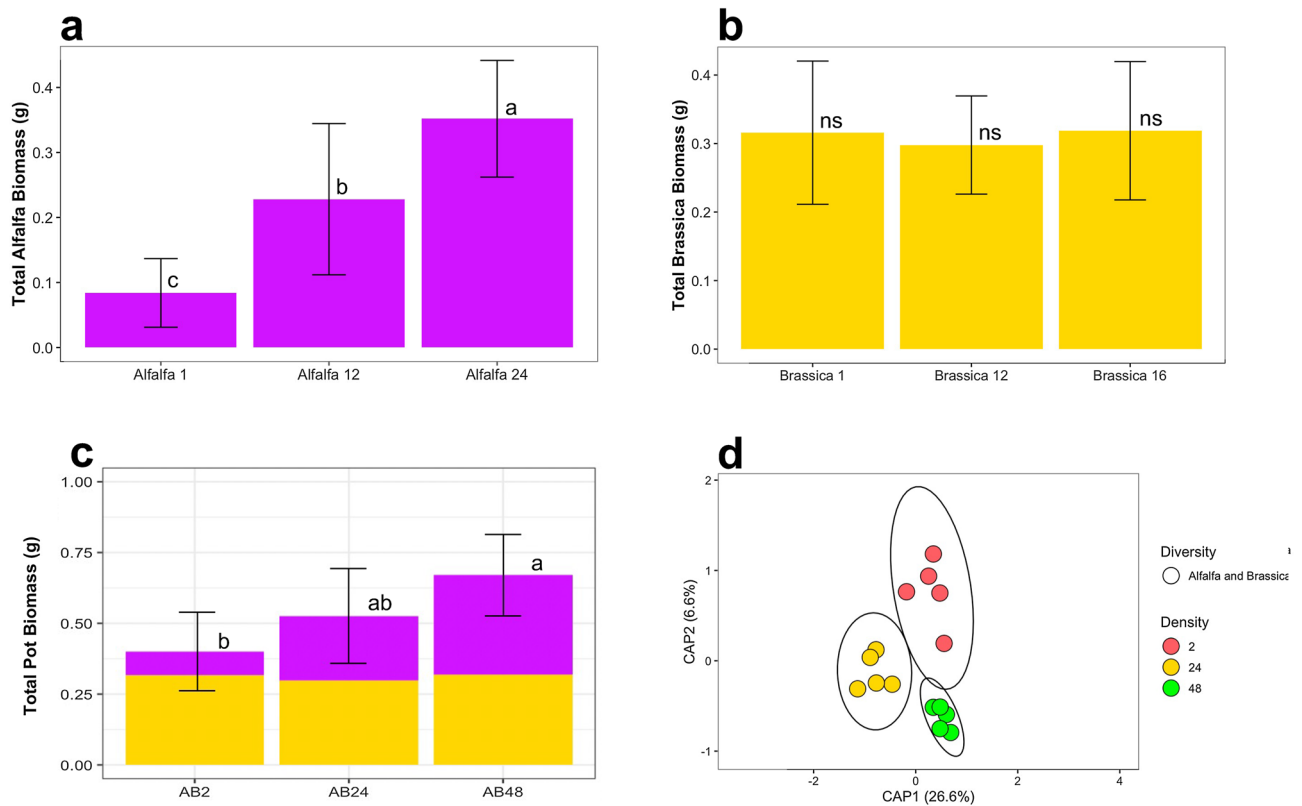 a
Total Alfalfa Biomass (g)
0.4
0.3
0.2
0.1
0.0
c
b
a
Alfalfa 1
Alfalfa 12
Alfalfa 24
b
Total Brassica Biomass (g)
0.4
0.3
0.2
0.1
0.0
ns
ns
ns
Brassica 1
Brassica 12
Brassica 16
c
Total Pot Biomass (g)
1.00
0.75
0.50
0.25
0.00
b
ab
a
AB2
AB24
AB48
d
CAP2 (6.6%)
2
1
0
-1
-2
0
2
4
CAP1 (26.6%)
Diversity
Alfalfa and Brassica
Density
2
24
48